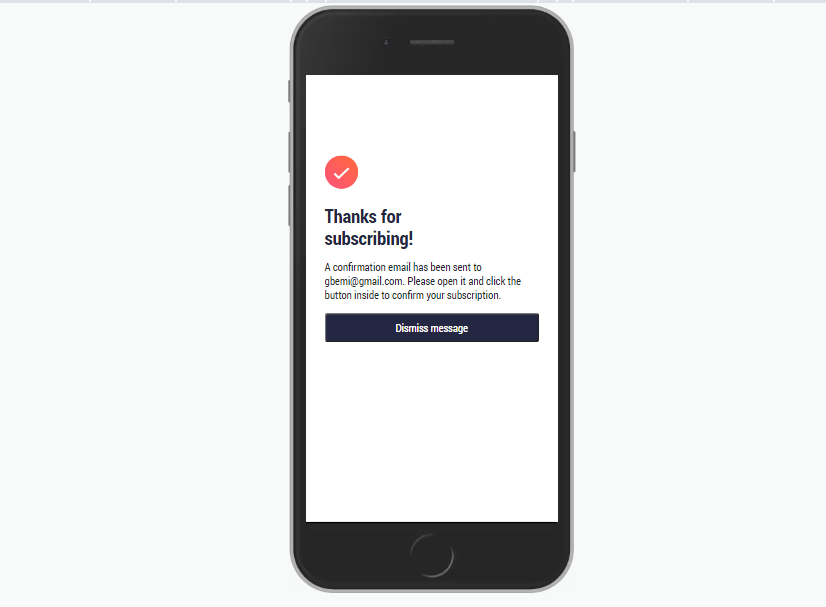 Thanks for
subscribing!
A confirmation email has been sent to
gbemi@gmail.com. Please open it and click the
button inside to confirm your subscription.
Dismiss message